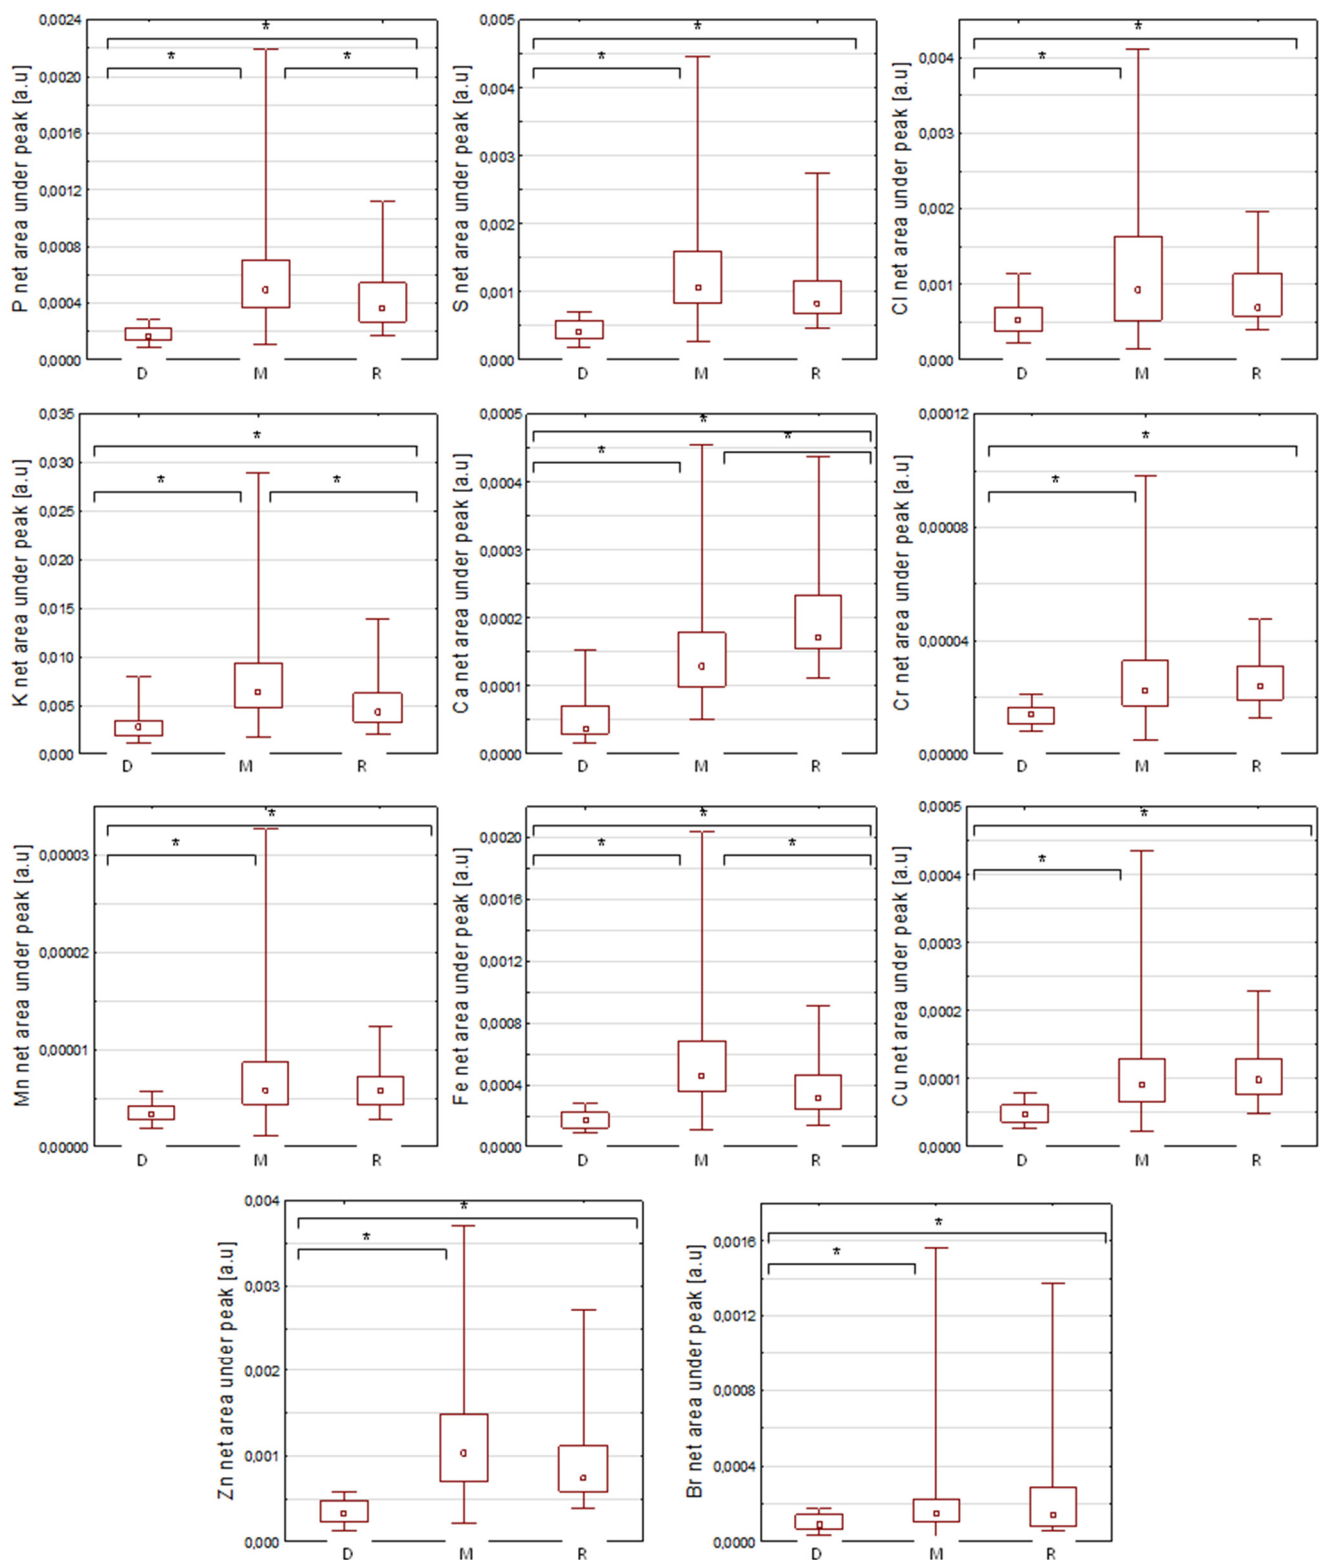 P net area under peak [a.u]
0,0024
0,0020
0,0016
0,0012
0,0008
0,0004
0,0000
* * *
D M R
S net area under peak [a.u]
0,005
0,004
0,003
0,002
0,001
0,000
* *
D M R
Cl net area under peak [a.u]
0,004
0,003
0,002
0,001
0,000
* *
D M R
K net area under peak [a.u]
0,035
0,030
0,025
0,020
0,015
0,010
0,005
0,000
* * *
D M R
Ca net area under peak [a.u]
0,0005
0,0004
0,0003
0,0002
0,0001
0,0000
* * *
D M R
Cr net area under peak [a.u]
0,00012
0,00008
0,00004
0,00000
* *
D M R
Mn net area under peak [a.u]
0,00003
0,00002
0,00001
0,00000
* *
D M R
Fe net area under peak [a.u]
0,0020
0,0016
0,0012
0,0008
0,0004
0,0000
* * *
D M R
Cu net area under peak [a.u]
0,0005
0,0004
0,0003
0,0002
0,0001
0,0000
* *
D M R
Zn net area under peak [a.u]
0,004
0,003
0,002
0,001
0,000
* *
D M R
Br net area under peak [a.u]
0,0016
0,0012
0,0008
0,0004
0,0000
* *
D M R